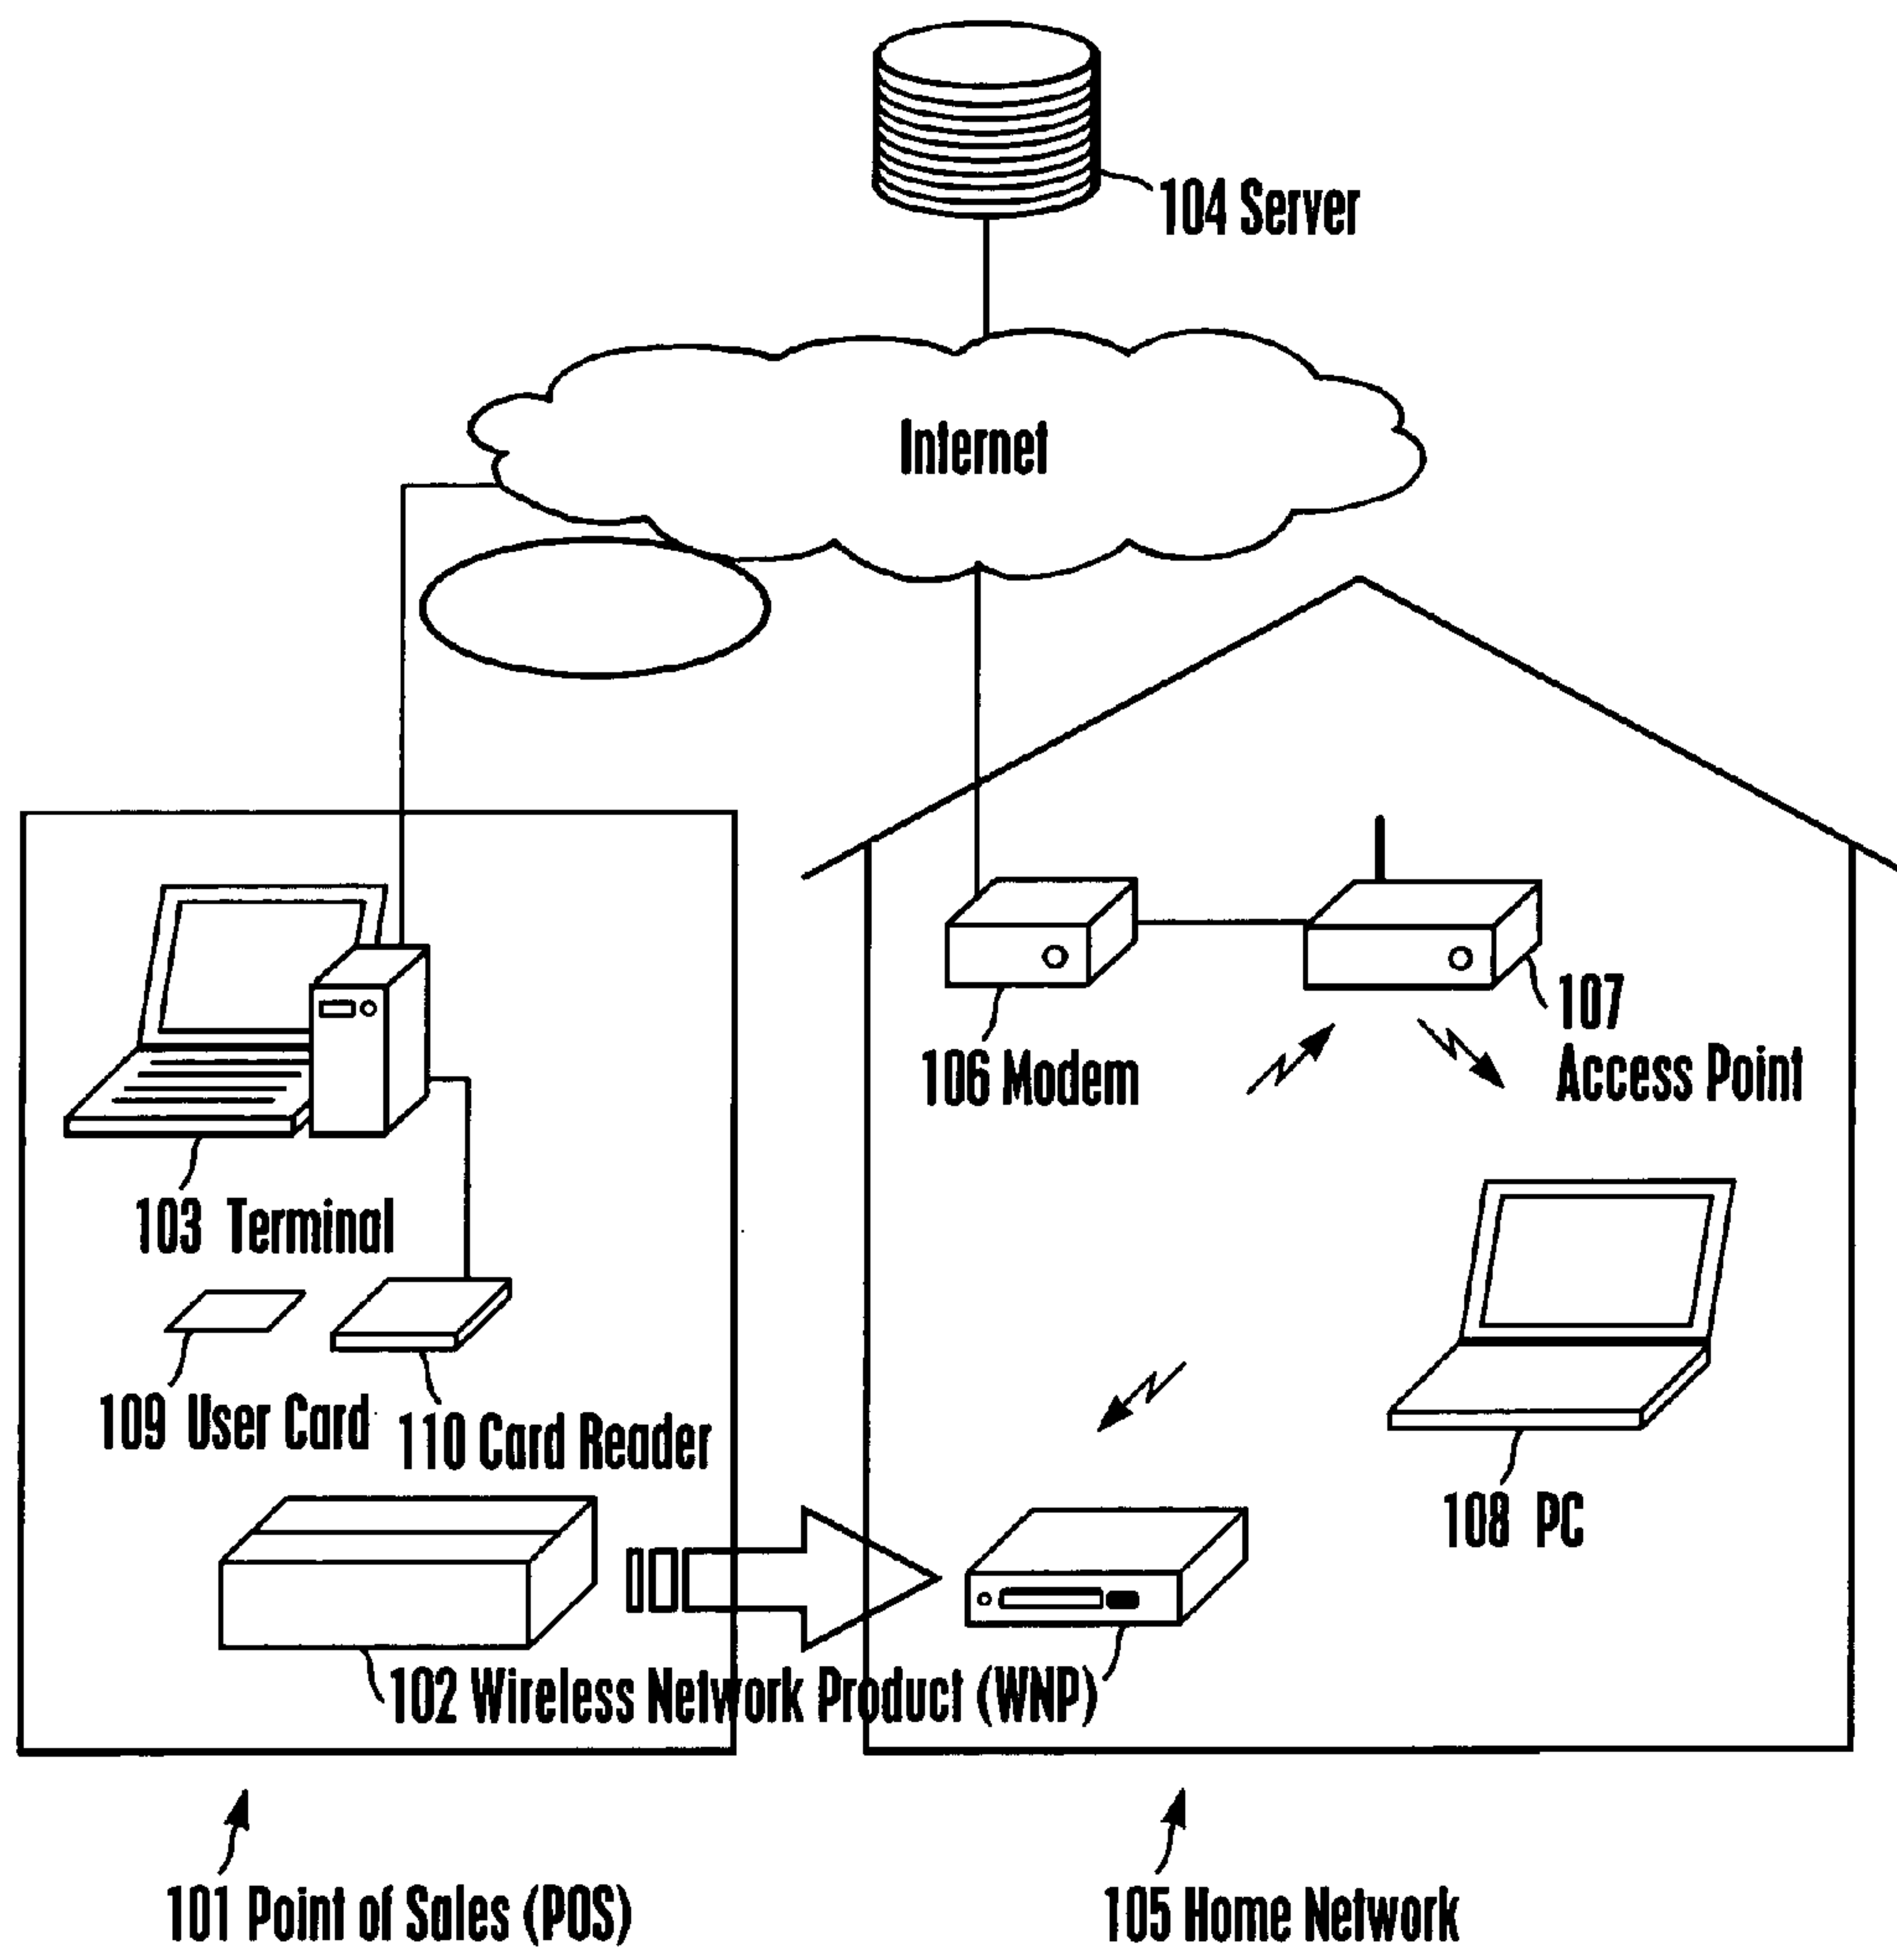 104 Server
Internet
107
Access Point
106 Modem
103 Terminal
109 User Card
110 Card Reader
108 PC
102 Wireless Network Product (WNP)
101 Point of Sales (POS)
105 Home Network